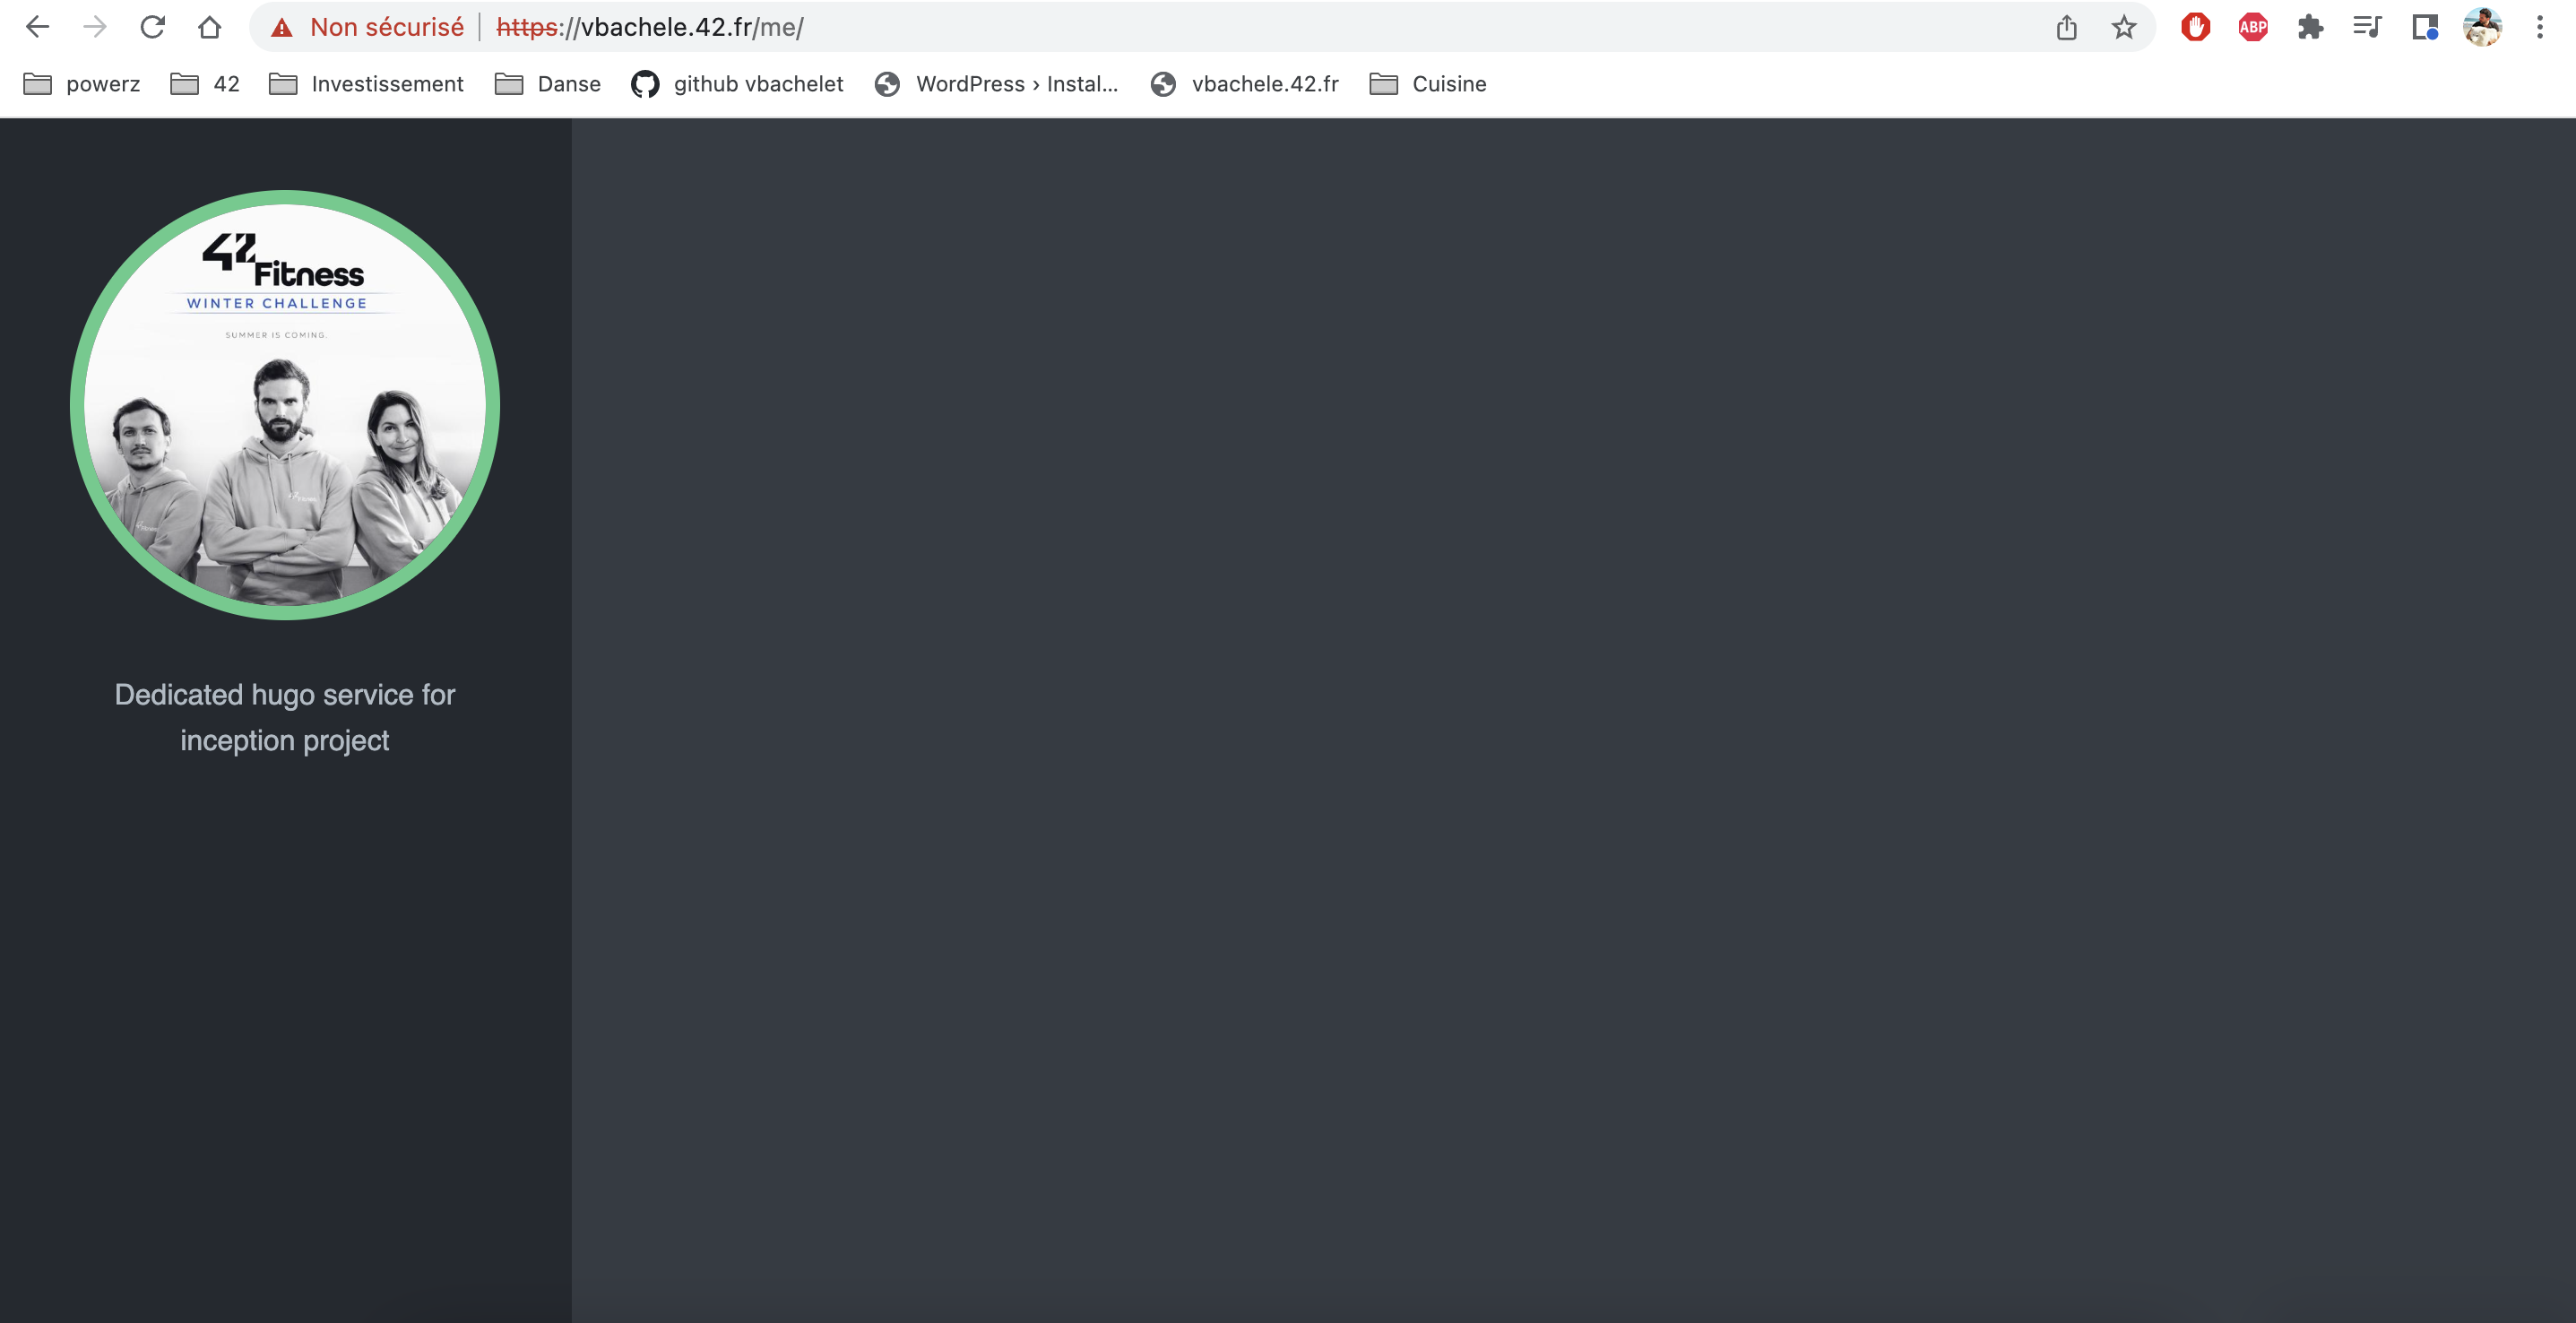 Non sécurisé https://vbachele.42.fr/me/ ABP
powerz 42 Investissement Danse github vbachelet WordPress › Instal... vbachele.42.fr Cuisine
42
Fitness
WINTER CHALLENGE
SUMMER IS COMING.
Dedicated hugo service for
inception project